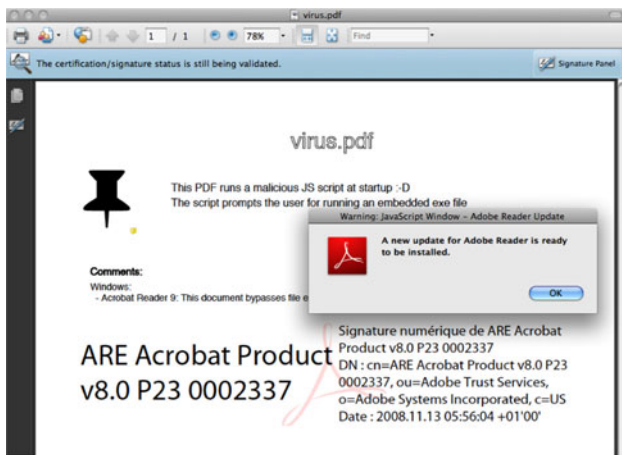 virus.pdf
1 / 1
78%
Find
The certification/signature status is still being validated.
Signature Panel
virus.pdf
This PDF runs a malicious JS script at startup :-D
The script prompts the user for running an embedded exe file
Warning: JavaScript Window – Adobe Reader Update
A new update for Adobe Reader is ready
to be installed.
OK
Comments:
Windows:
- Acrobat Reader 9: This document bypasses file e
ARE Acrobat Product
v8.0 P23 0002337
Signature numérique de ARE Acrobat
Product v8.0 P23 0002337
DN : cn=ARE Acrobat Product v8.0 P23
0002337, ou=Adobe Trust Services,
o=Adobe Systems Incorporated, c=US
Date : 2008.11.13 05:56:04 +01'00'